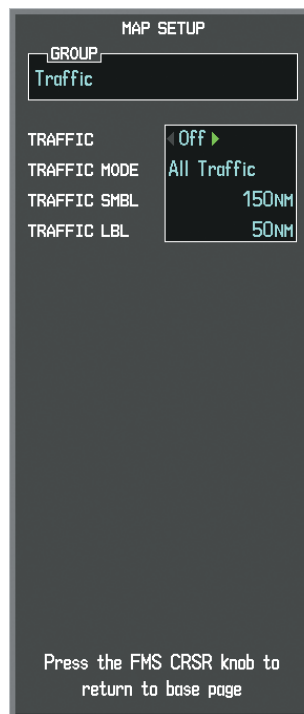 MAP SETUP
GROUP
Traffic
TRAFFIC Off
TRAFFIC MODE All Traffic
TRAFFIC SMBL 150NM
TRAFFIC LBL 50NM
Press the FMS CRSR knob to
return to base page